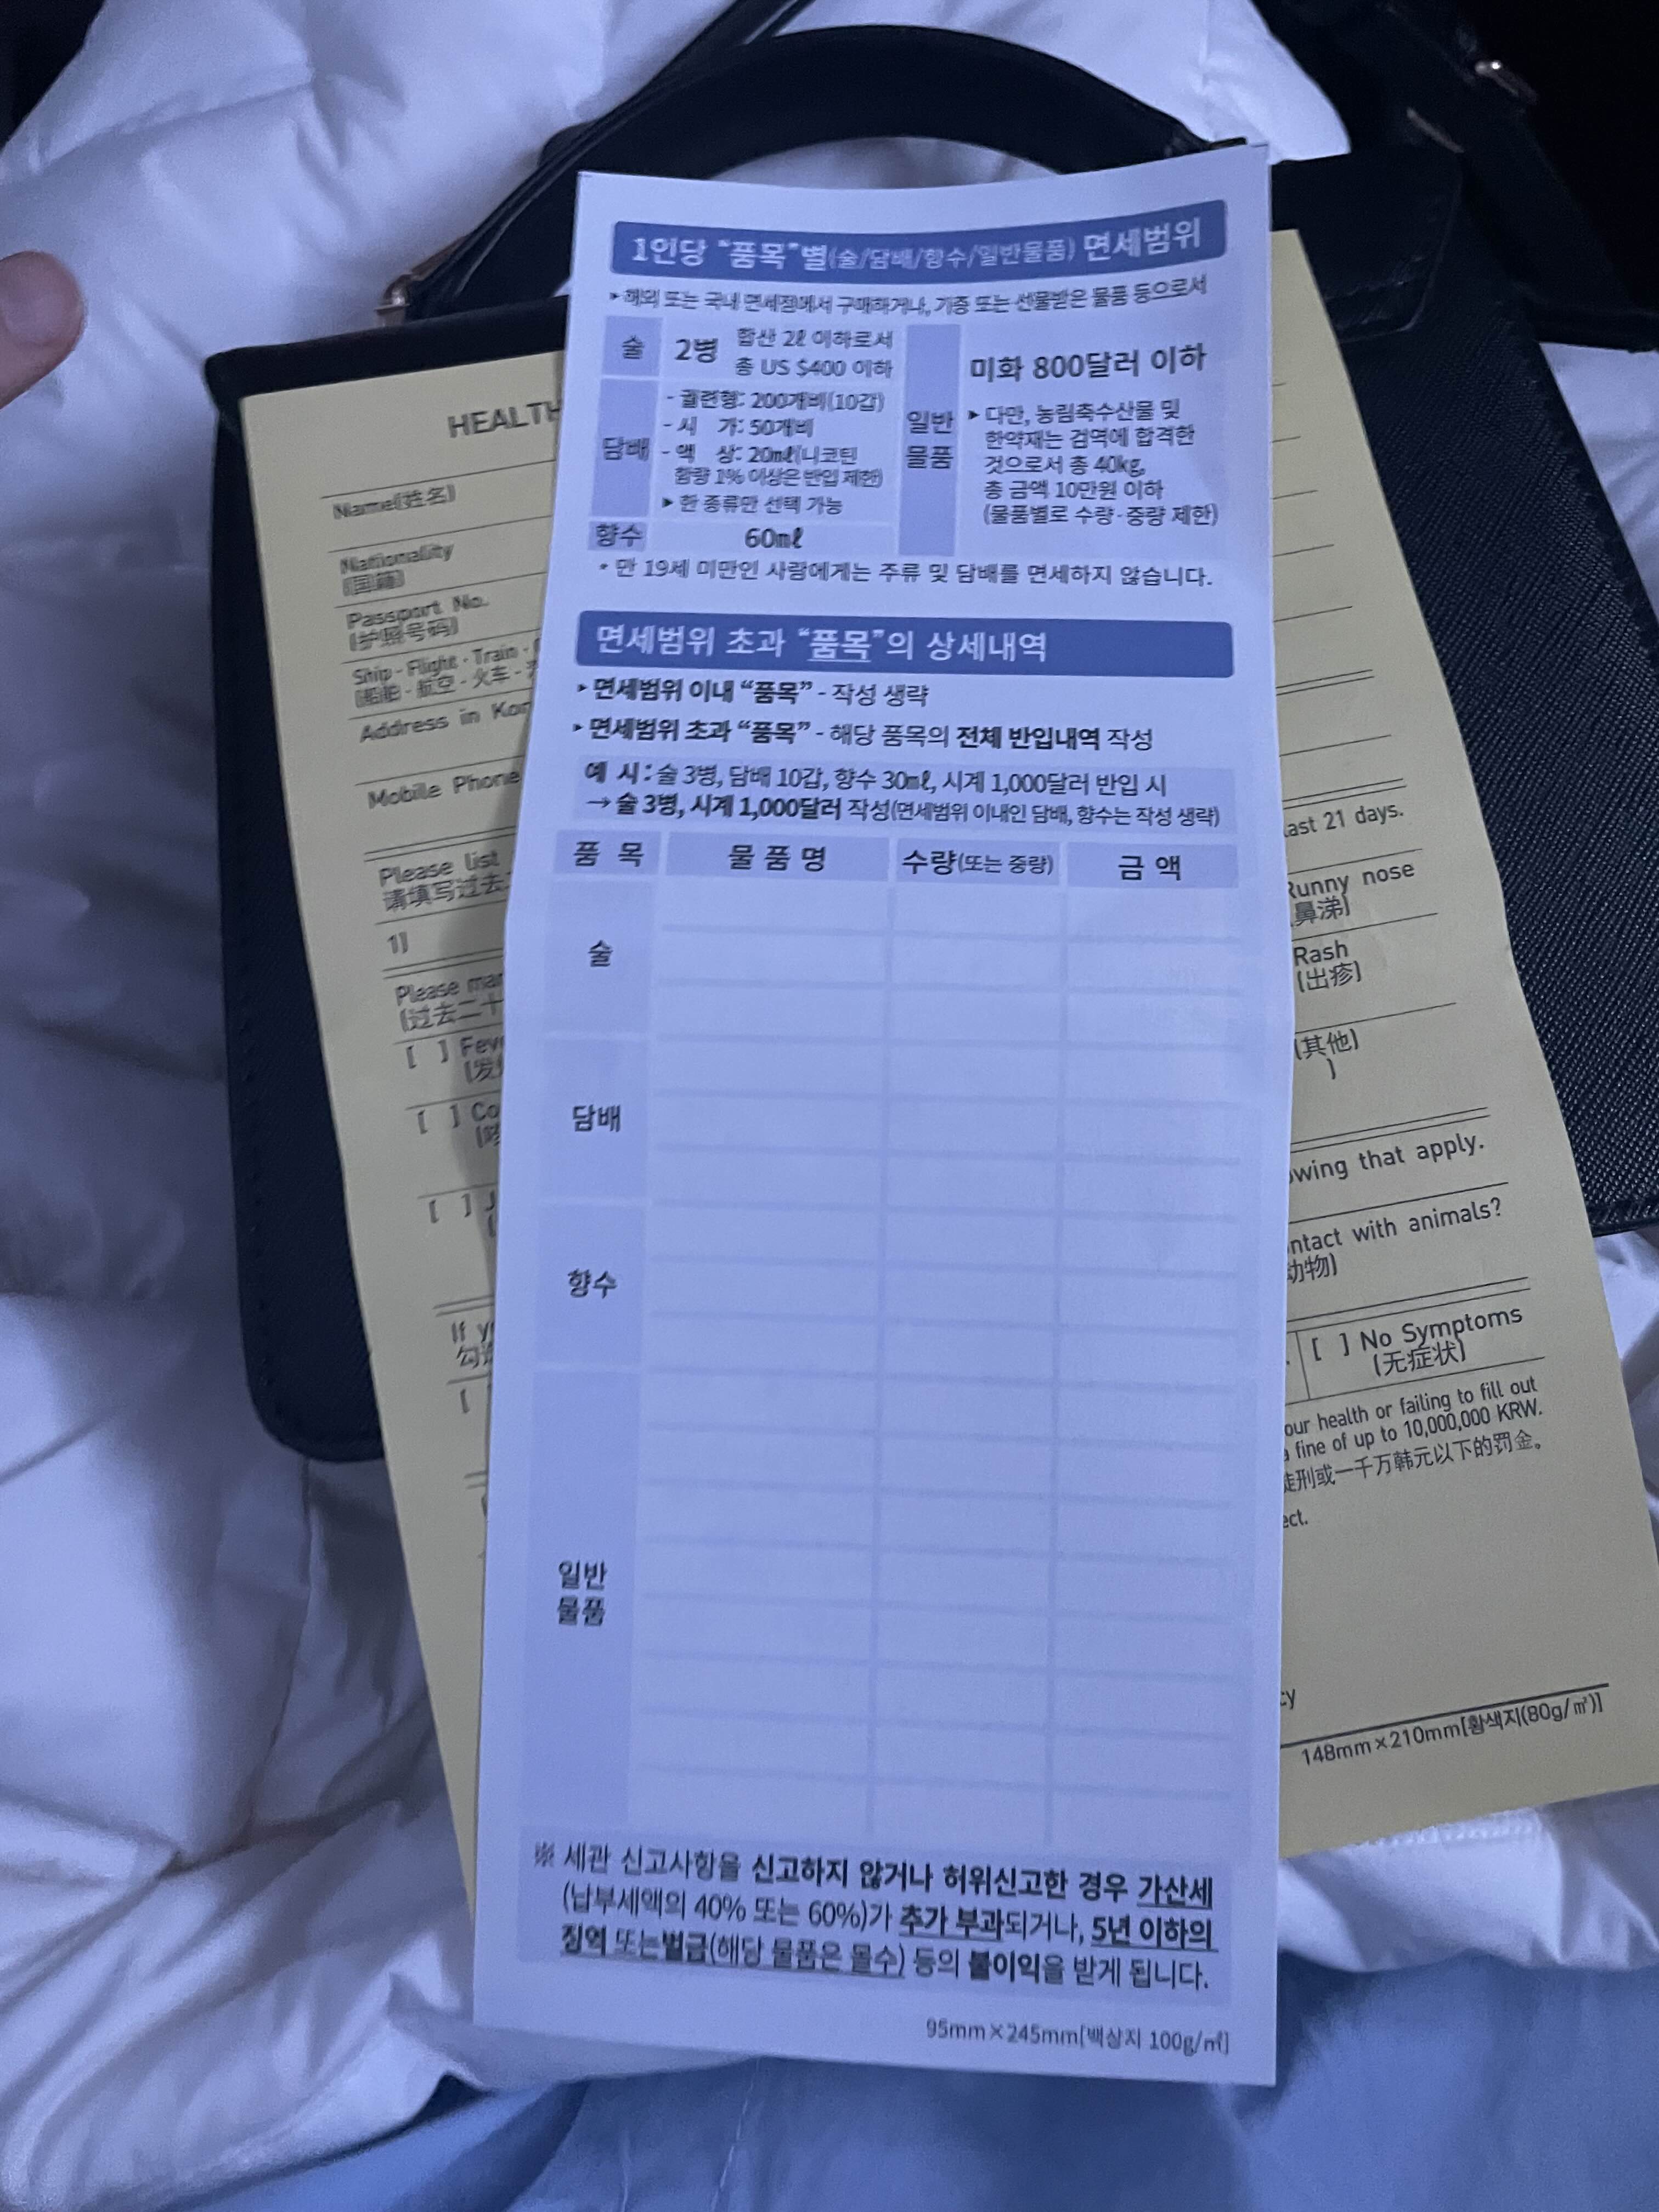 1인당 “품목”별(술/담배/향수/일반물품) 면세범위
▸ 해외 또는 국내 면세점에서 구매하거나, 기증 또는 선물받은 물품 등으로서
술 2병 합산 2ℓ 이하로서
총 US $400 이하
담배
- 궐련형: 200개비(10갑)
- 시 가: 50개비
- 액 상: 20㎖(니코틴
함량 1% 이상은 반입 제한)
▸ 한 종류만 선택 가능
향수 60㎖
일반
물품
미화 800달러 이하
▸ 다만, 농림축수산물 및
한약재는 검역에 합격한
것으로서 총 40kg,
총 금액 10만원 이하
(물품별로 수량·중량 제한)
* 만 19세 미만인 사람에게는 주류 및 담배를 면세하지 않습니다.
면세범위 초과 “품목”의 상세내역
▸ 면세범위 이내 “품목” - 작성 생략
▸ 면세범위 초과 “품목” - 해당 품목의 전체 반입내역 작성
예 시 : 술 3병, 담배 10갑, 향수 30㎖, 시계 1,000달러 반입 시
→ 술 3병, 시계 1,000달러 작성(면세범위 이내인 담배, 향수는 작성 생략)
품 목 물 품 명 수량(또는 중량) 금 액
술
담배
향수
일반
물품
※ 세관 신고사항을 신고하지 않거나 허위신고한 경우 가산세
(납부세액의 40% 또는 60%)가 추가 부과되거나, 5년 이하의
징역 또는 벌금(해당 물품은 몰수) 등의 불이익을 받게 됩니다.
95mm×245mm[백상지 100g/㎡]
HEALTH
Name[姓名]
Nationality
[国籍]
Passport No.
[护照号码]
Ship · Flight · Train ·
[船舶 · 航空 · 火车 ·
Address in
Mobile Phone
Please list
请填写过去
1]
Please
[过去二十
[ ]
[ ]
[ ]
If
[
last 21 days.
Runny nose
鼻涕]
Rash
[出疹]
[其他]
]
that apply.
with animals?
动物]
[ ] No Symptoms
[无症状]
your health or failing to fill out
fine of up to 10,000,000 KRW.
徒刑或一千万韩元以下的罚金。
148mm×210mm[황색지(80g/㎡)]